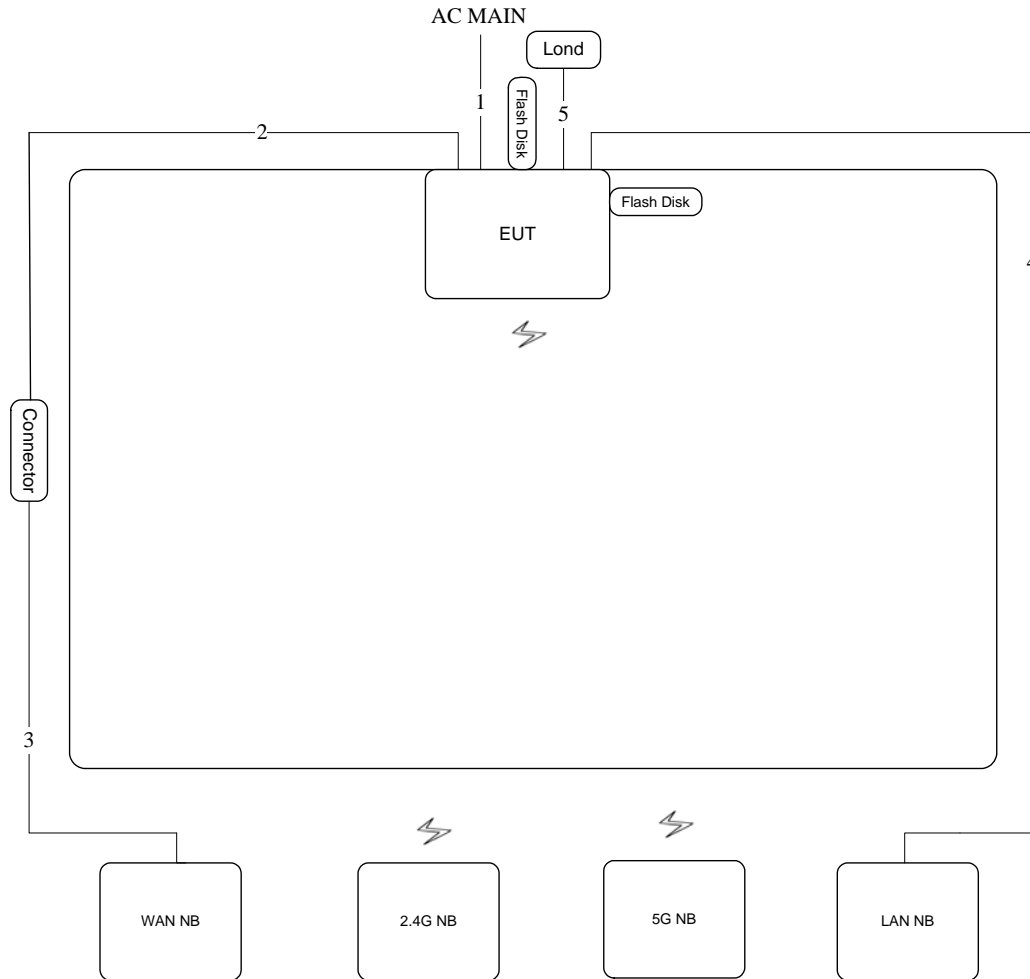 AC MAIN
Lond
Flash Disk
1
5
2
Flash Disk
EUT
4
Connector
3
WAN NB
2.4G NB
5G NB
LAN NB